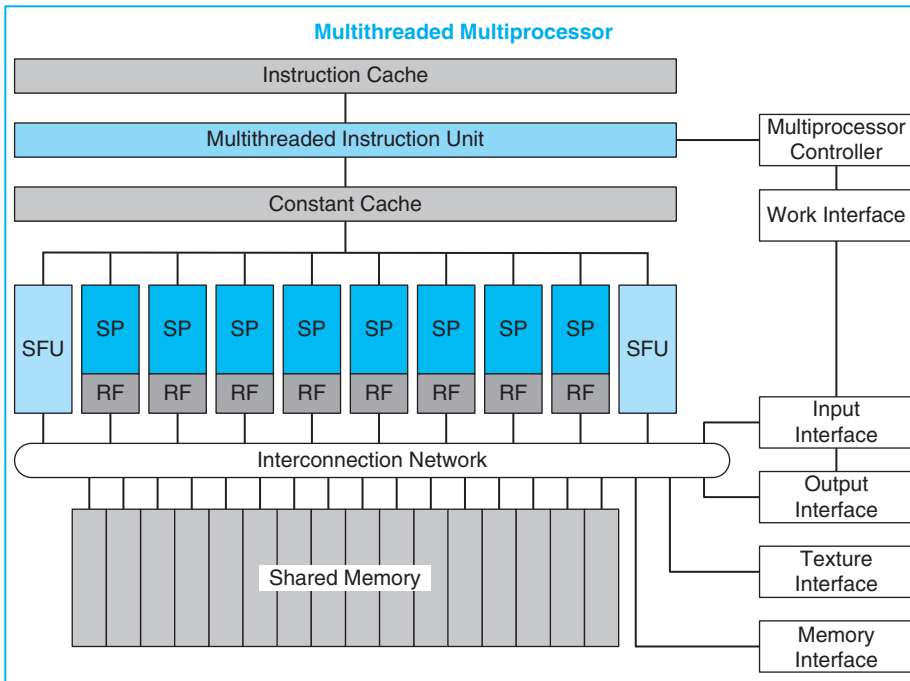 Multithreaded Multiprocessor
Instruction Cache
Multithreaded Instruction Unit
Multiprocessor
Controller
Constant Cache
Work Interface
SFU
SP
SP
SP
SP
SP
SP
SP
SP
SFU
RF
RF
RF
RF
RF
RF
RF
RF
Interconnection Network
Input
Interface
Output
Interface
Shared Memory
Texture
Interface
Memory
Interface